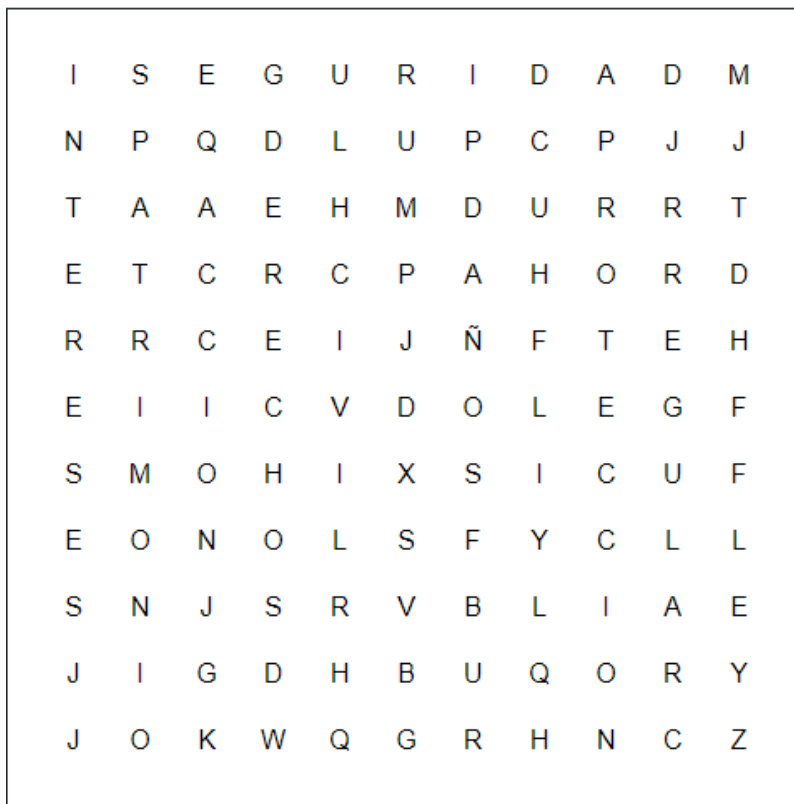 I S E G U R I D A D M
N P Q D L U P C P J J
T A A E H M D U R R T
E T C R C P A H O R D
R R C E I J Ñ F T E H
E I I C V D O L E G F
S M O H I X S I C U F
E O N O L S F Y C L L
S N J S R V B L I A E
J I G D H B U Q O R Y
J O K W Q G R H N C Z